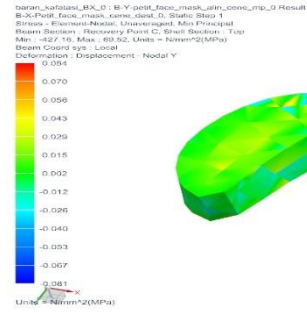 baran_kafatasi_BX_0 : B-Y-petit_face_mask_alin_cene_mp_0 Result
B-X-Petit_face_mask_cene_dest_0, Static Step 1
Stress - Element-Nodal, Unaveraged, Min Principal
Beam Section : Recovery Point C, Shell Section : Top
Min : -427.16, Max : 69.52, Units = N/mm^2(MPa)
Beam Coord sys : Local
Deformation : Displacement - Nodal Y
0.084
0.070
0.056
0.043
0.029
0.015
0.002
-0.012
-0.026
-0.040
-0.053
-0.067
-0.081
Units = N/mm^2(MPa)
X